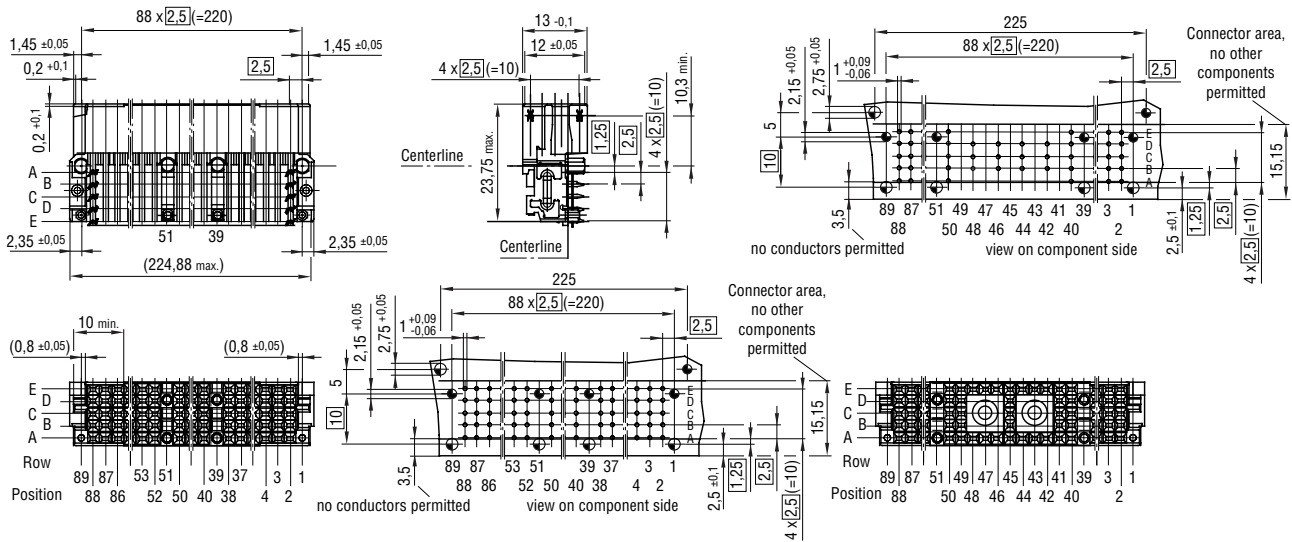 88 x 2,5 (=220)
1,45 ±0,05
1,45 ±0,05
0,2 +0,1
2,5
0,2 +0,1
A
B
C
D
E
51
39
2,35 ±0,05
2,35 ±0,05
(224,88 max.)
13 -0,1
12 ±0,05
4 x 2,5 (=10)
10,3 min.
1,25
2,5
4 x 2,5 (=10)
23,75 max.
Centerline
Centerline
225
88 x 2,5 (=220)
Connector area,
no other
components
permitted
2,15 +0,05
2,75 +0,05
1 +0,09 -0,06
2,5
5
10
E
D
C
B
A
15,15
3,5
89 87 51 49 47 45 43 41 39 3 1
88 50 48 46 44 42 40 2
no conductors permitted
view on component side
2,5 ±0,1
1,25
2,5
4 x 2,5 (=10)
10 min.
(0,8 ±0,05)
(0,8 ±0,05)
E
D
C
B
A
Row
89 87 53 51 39 37 3 1
Position
88 86 52 50 40 38 4 2
225
88 x 2,5 (=220)
Connector area,
no other
components
permitted
2,15 +0,05
2,75 +0,05
1 +0,09 -0,06
2,5
5
10
E
D
C
B
A
15,15
3,5
89 87 53 51 39 37 3 1
88 86 52 50 40 38 4 2
no conductors permitted
view on component side
2,5 ±0,1
1,25
2,5
4 x 2,5 (=10)
E
D
C
B
A
Row
89 87 51 49 47 45 43 41 39 3 1
Position
88 50 48 46 44 42 40 2